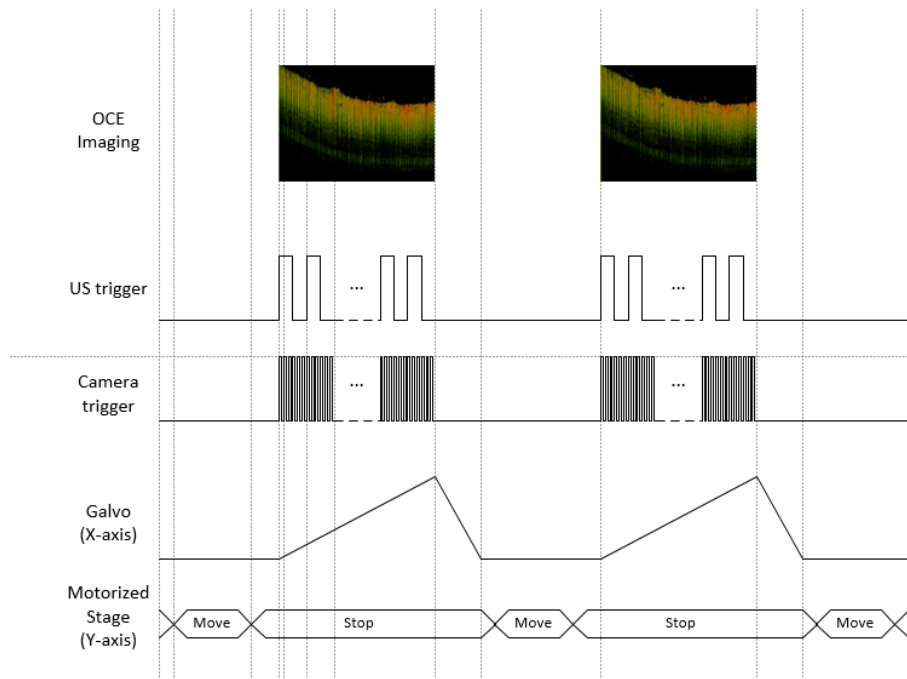 OCE
Imaging
US trigger
...
...
Camera
trigger
...
...
Galvo
(X-axis)
Motorized
Stage
(Y-axis)
Move
Stop
Move
Stop
Move